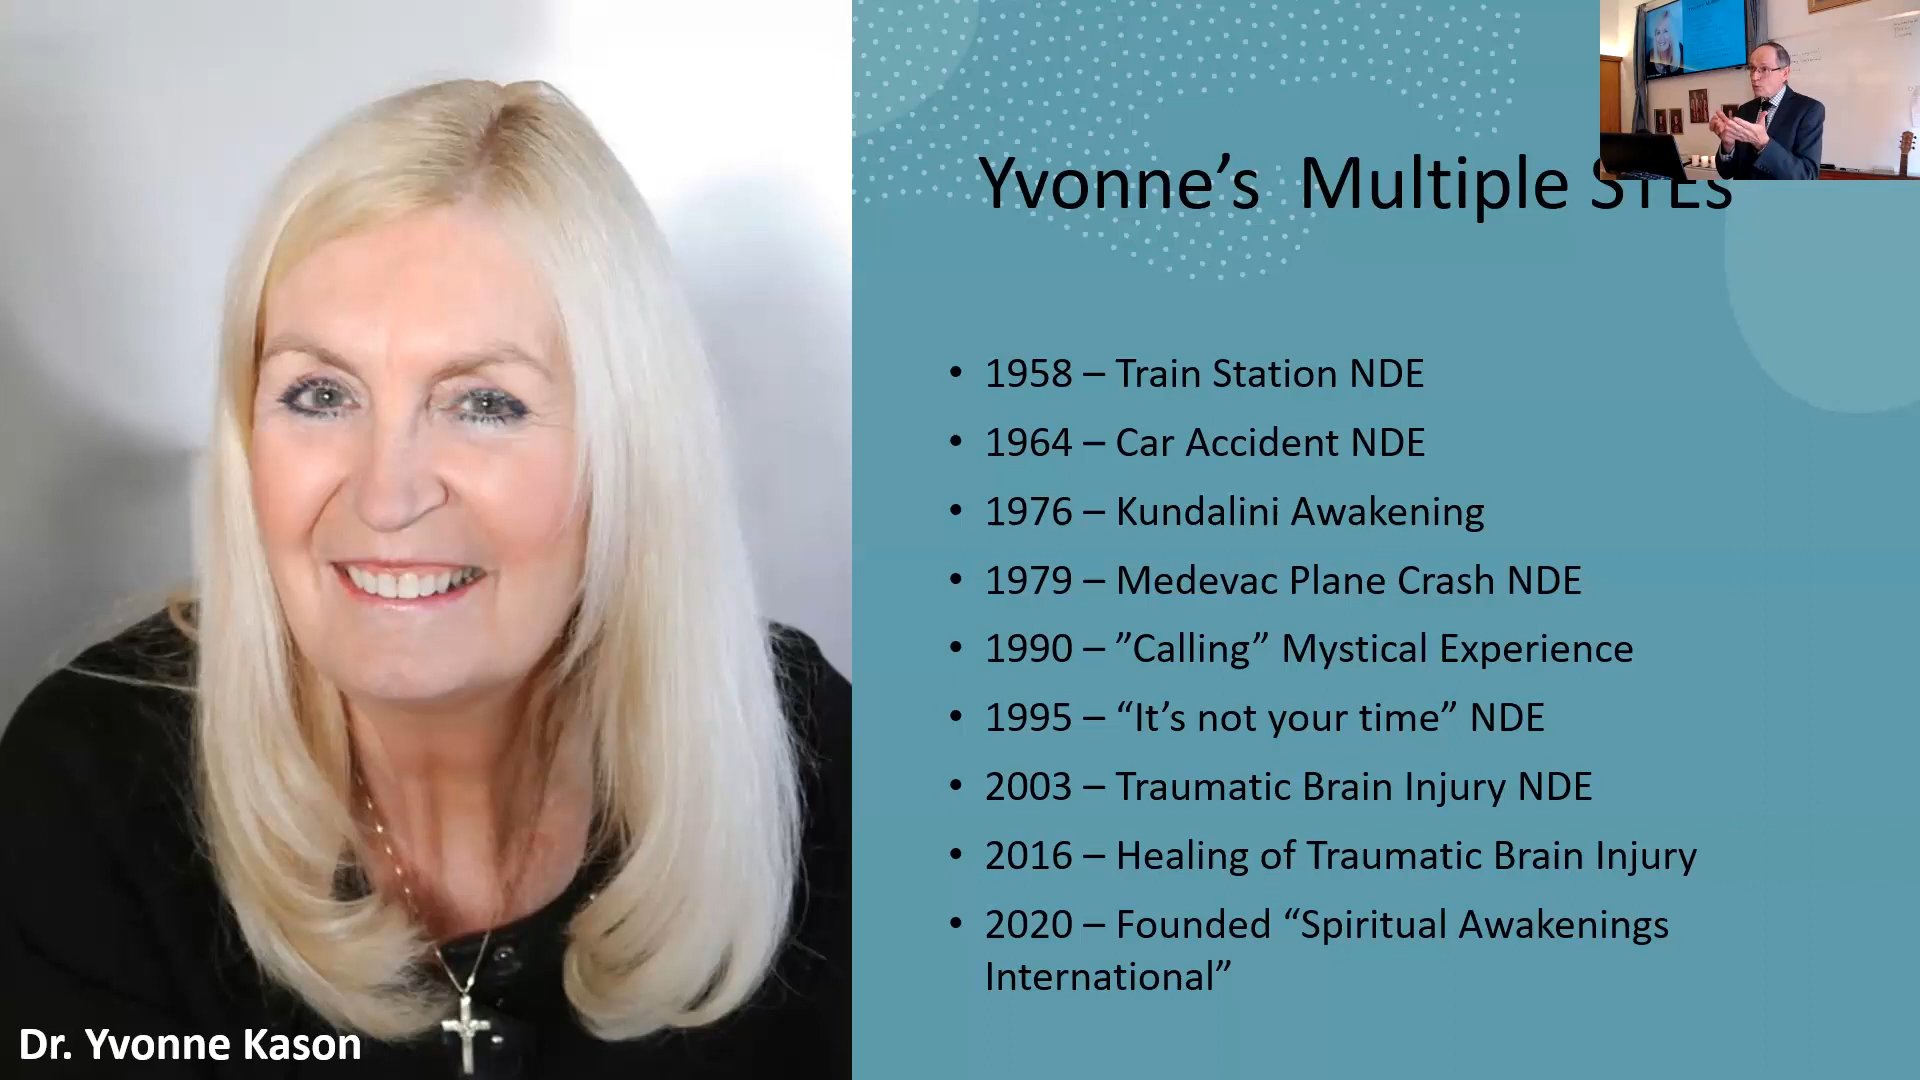 Yvonne’s  Multiple STEs
• 1958 – Train Station NDE
• 1964 – Car Accident NDE
• 1976 – Kundalini Awakening
• 1979 – Medevac Plane Crash NDE
• 1990 – ”Calling” Mystical Experience
• 1995 – “It’s not your time” NDE
• 2003 – Traumatic Brain Injury NDE
• 2016 – Healing of Traumatic Brain Injury
• 2020 – Founded “Spiritual Awakenings
International”
Dr. Yvonne Kason